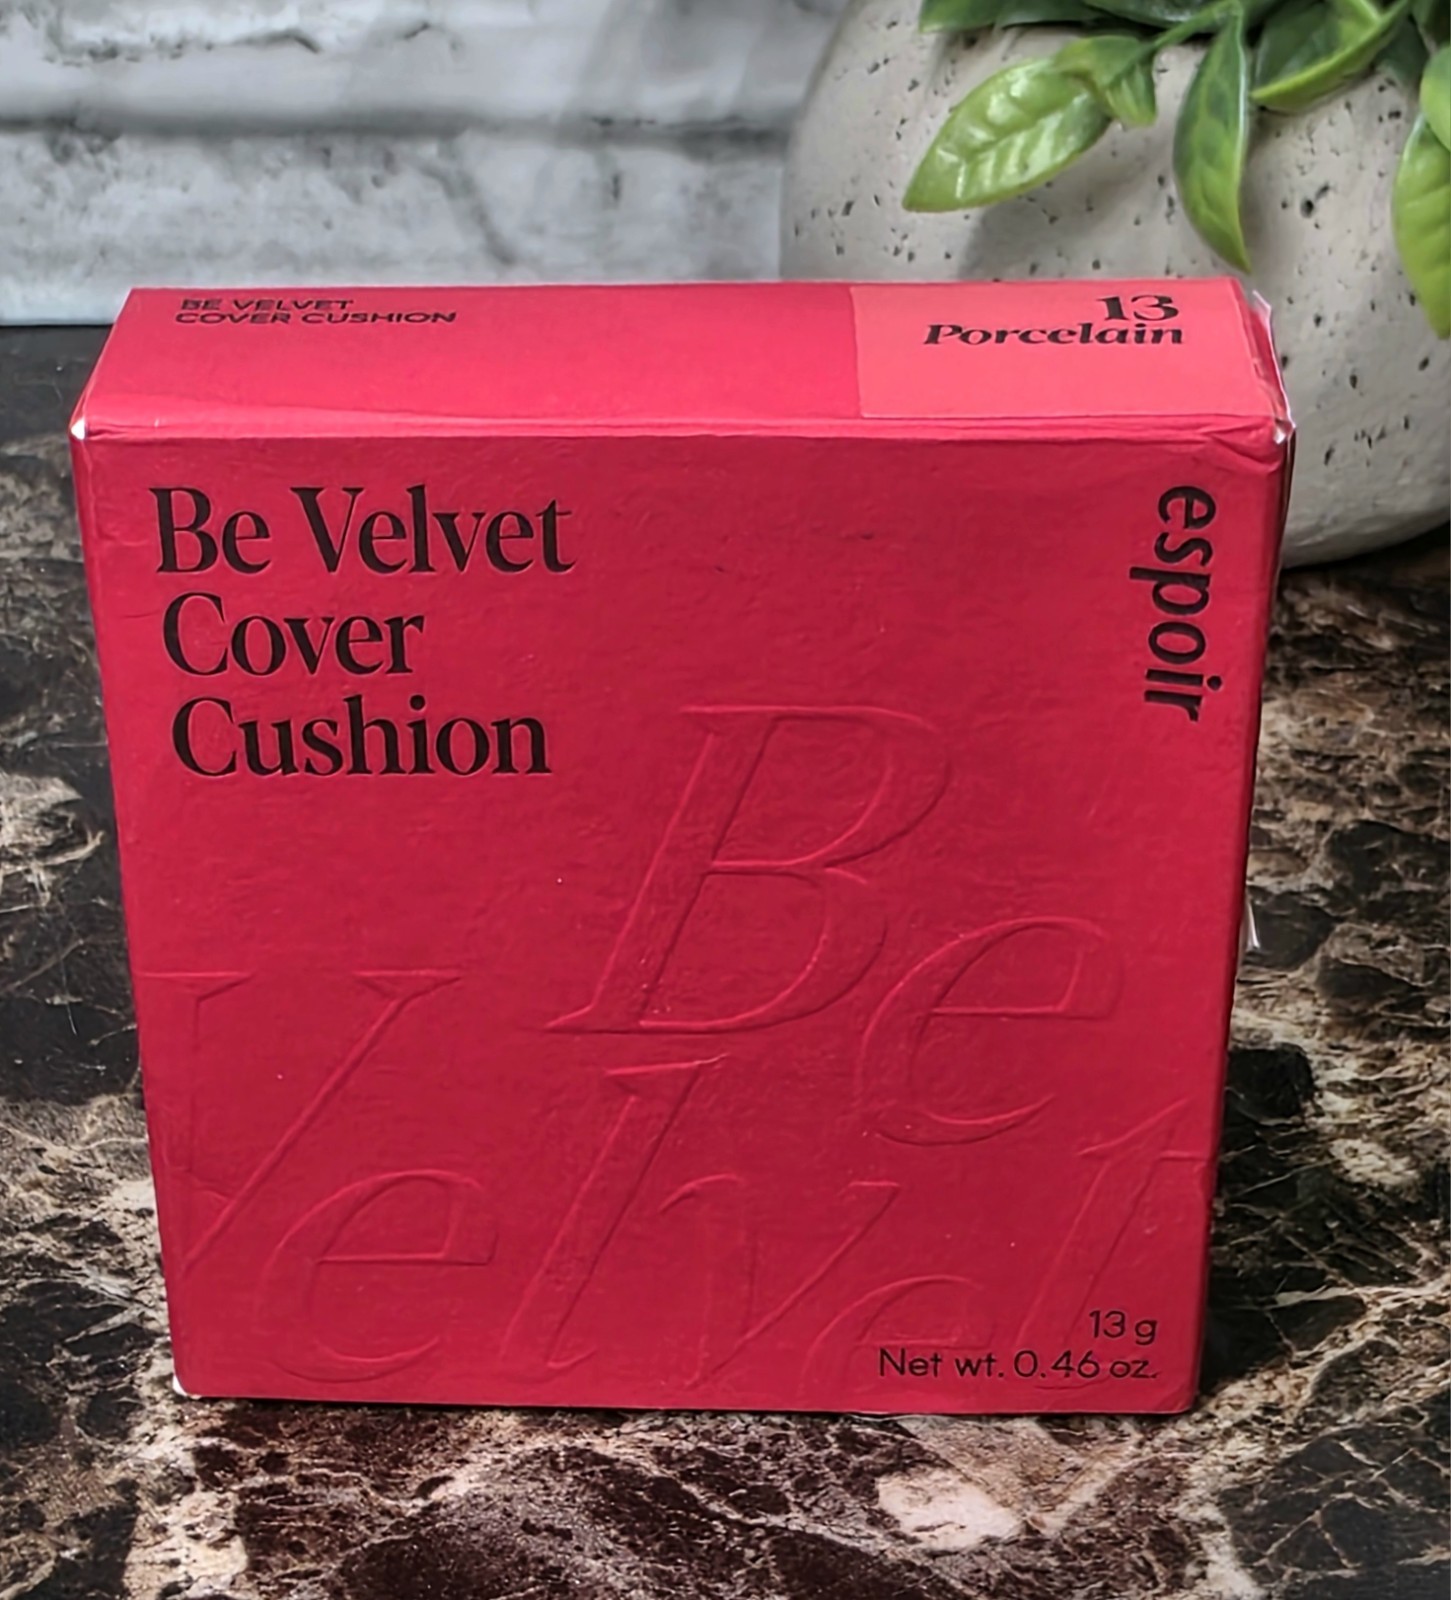 BE VELVET
COVER CUSHION
13
Porcelain
Be Velvet
Cover
Cushion
espoir
Be
Velvet
13 g
Net wt. 0.46 oz.